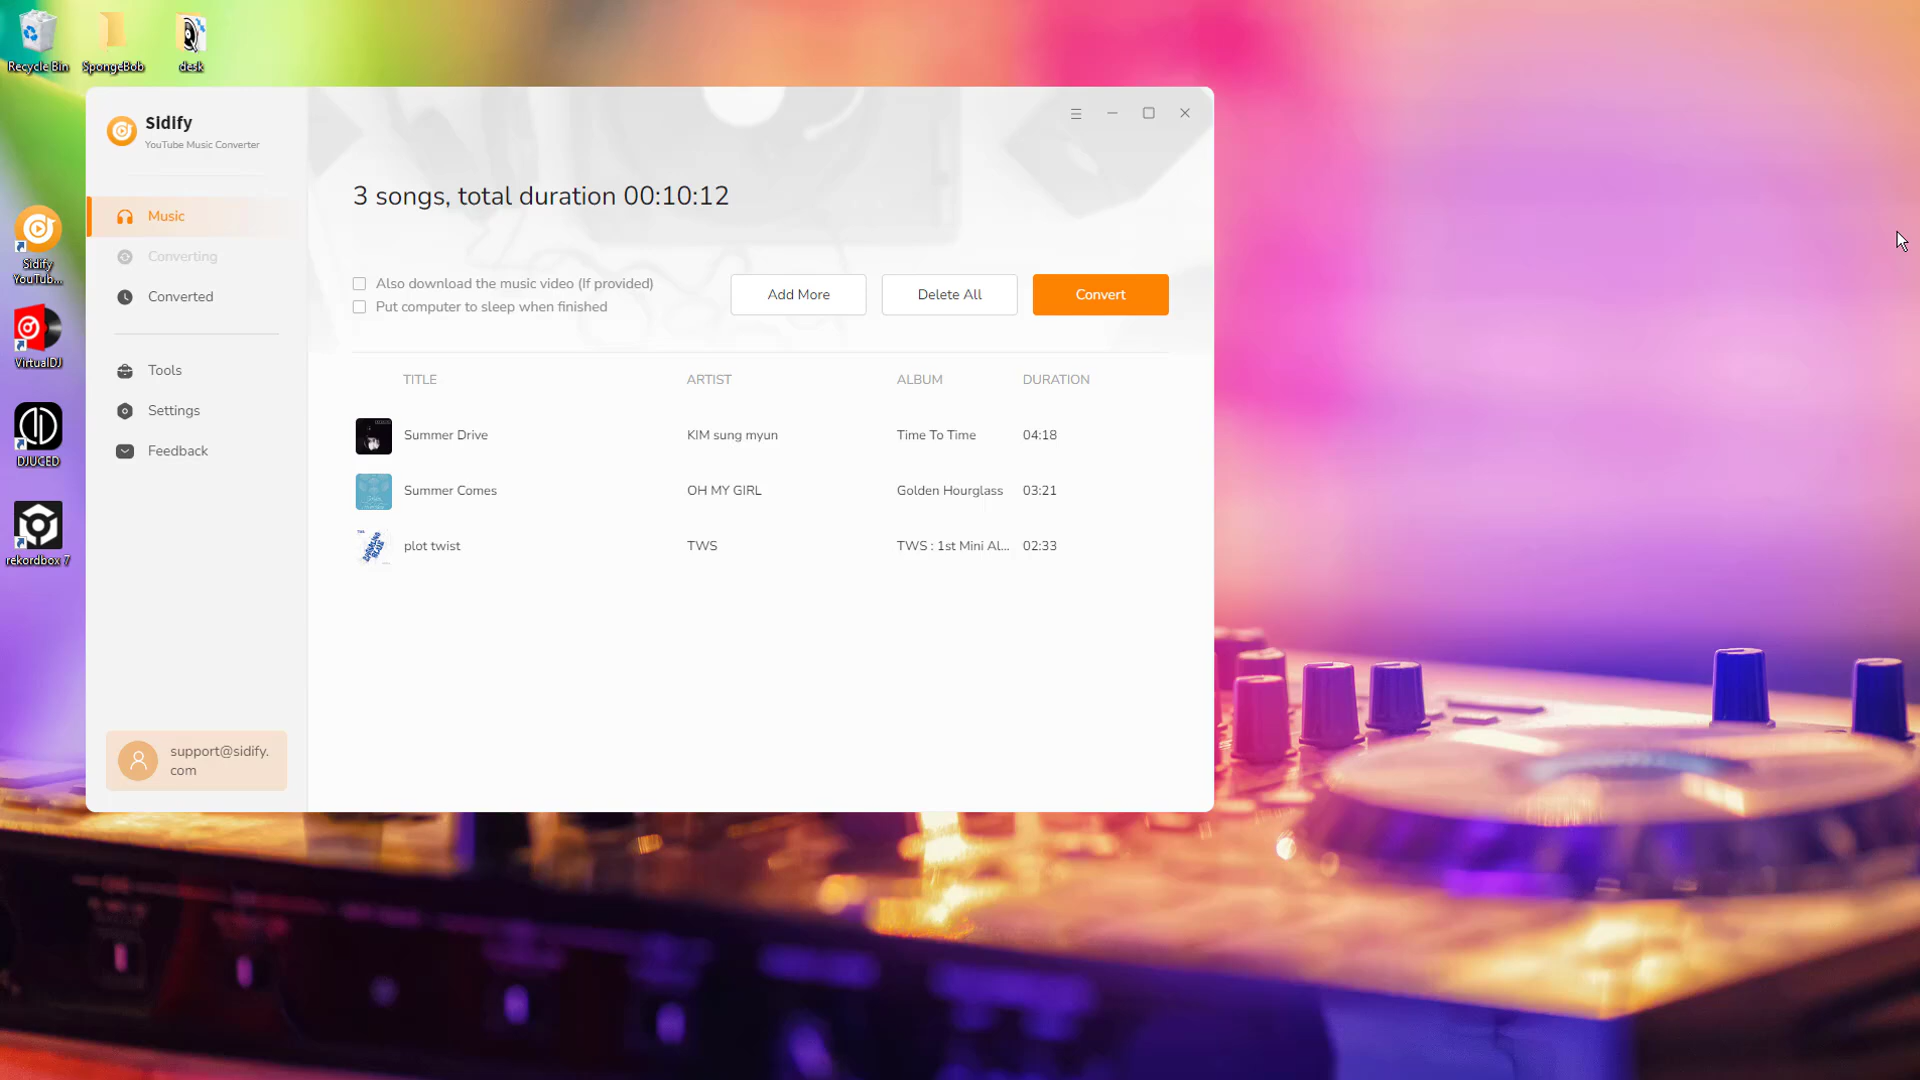 Recycle Bin
SpongeBob
desk
Sidify
YouTub...
VirtualDJ
DJUCED
rekordbox 7
Sidify
YouTube Music Converter
Music
Converting
Converted
Tools
Settings
Feedback
support@sidify.
com
3 songs, total duration 00:10:12
Also download the music video (If provided)
Put computer to sleep when finished
Add More
Delete All
Convert
TITLE ARTIST ALBUM DURATION
Summer Drive KIM sung myun Time To Time 04:18
Summer Comes OH MY GIRL Golden Hourglass 03:21
plot twist TWS TWS : 1st Mini Al... 02:33